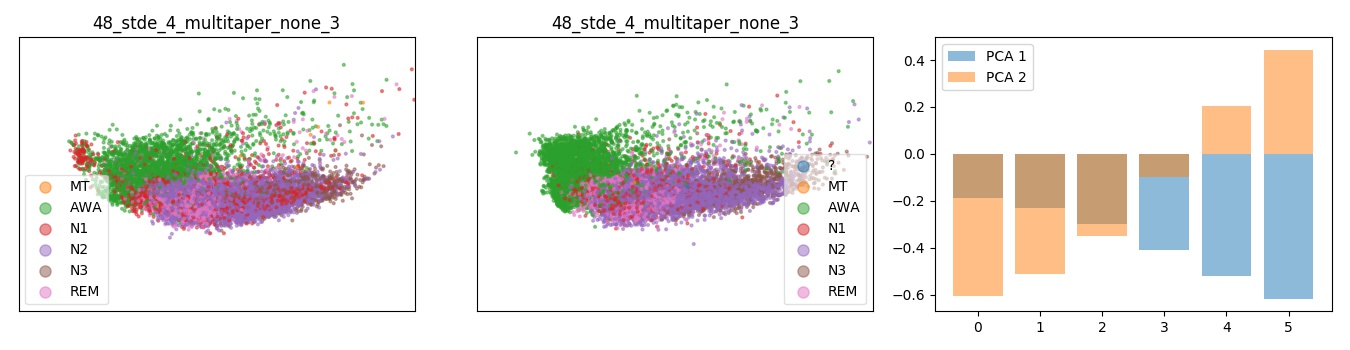 48_stde_4_multitaper_none_3
MT
AWA
N1
N2
N3
REM
48_stde_4_multitaper_none_3
?
MT
AWA
N1
N2
N3
REM
PCA 1
PCA 2
0.4
0.2
0.0
−0.2
−0.4
−0.6
0 1 2 3 4 5